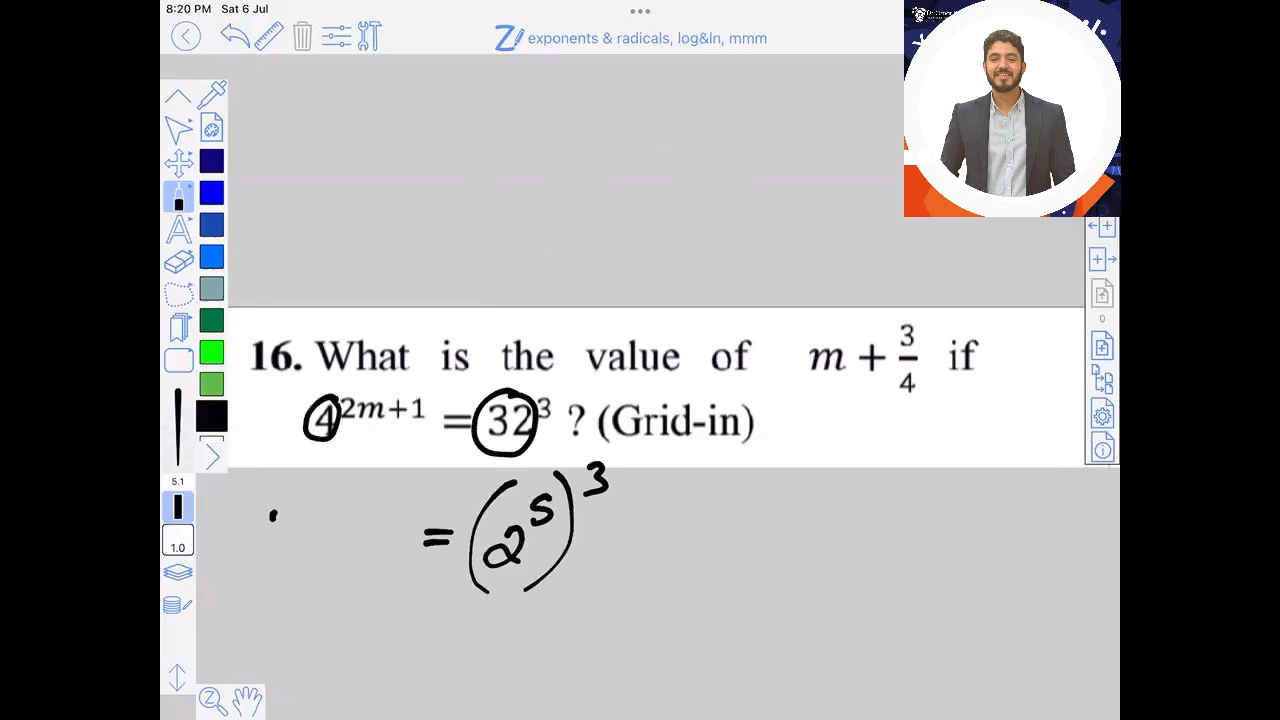 8:20 PM Sat 6 Jul
exponents & radicals, log&ln, mmm
16. What is the value of m + 3/4 if
4^{2m+1} = 32^3 ? (Grid-in)
= (2^5)^3
5.1
1.0
0